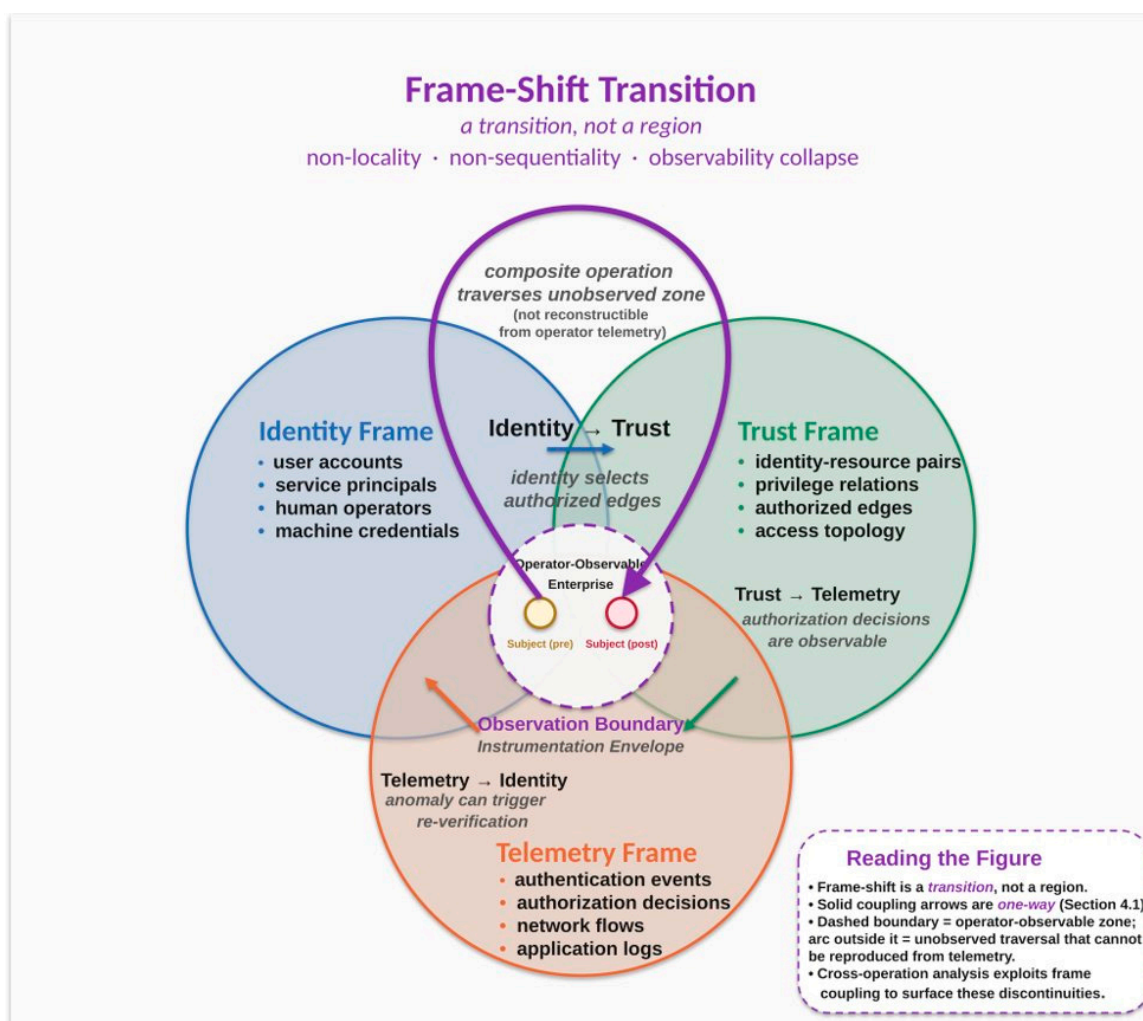 Frame-Shift Transition
a transition, not a region
non-locality · non-sequentiality · observability collapse
composite operation
traverses unobserved zone
(not reconstructible
from operator telemetry)
Identity Frame
• user accounts
• service principals
• human operators
• machine credentials
Identity → Trust
identity selects
authorized edges
Trust Frame
• identity-resource pairs
• privilege relations
• authorized edges
• access topology
Operator-Observable
Enterprise
Subject (pre)
Subject (post)
Trust → Telemetry
authorization decisions
are observable
Observation Boundary
Instrumentation Envelope
Telemetry → Identity
anomaly can trigger
re-verification
Telemetry Frame
• authentication events
• authorization decisions
• network flows
• application logs
Reading the Figure
• Frame-shift is a transition, not a region.
• Solid coupling arrows are one-way (Section 4.1)
• Dashed boundary = operator-observable zone;
arc outside it = unobserved traversal that cannot
be reproduced from telemetry.
• Cross-operation analysis exploits frame
coupling to surface these discontinuities.